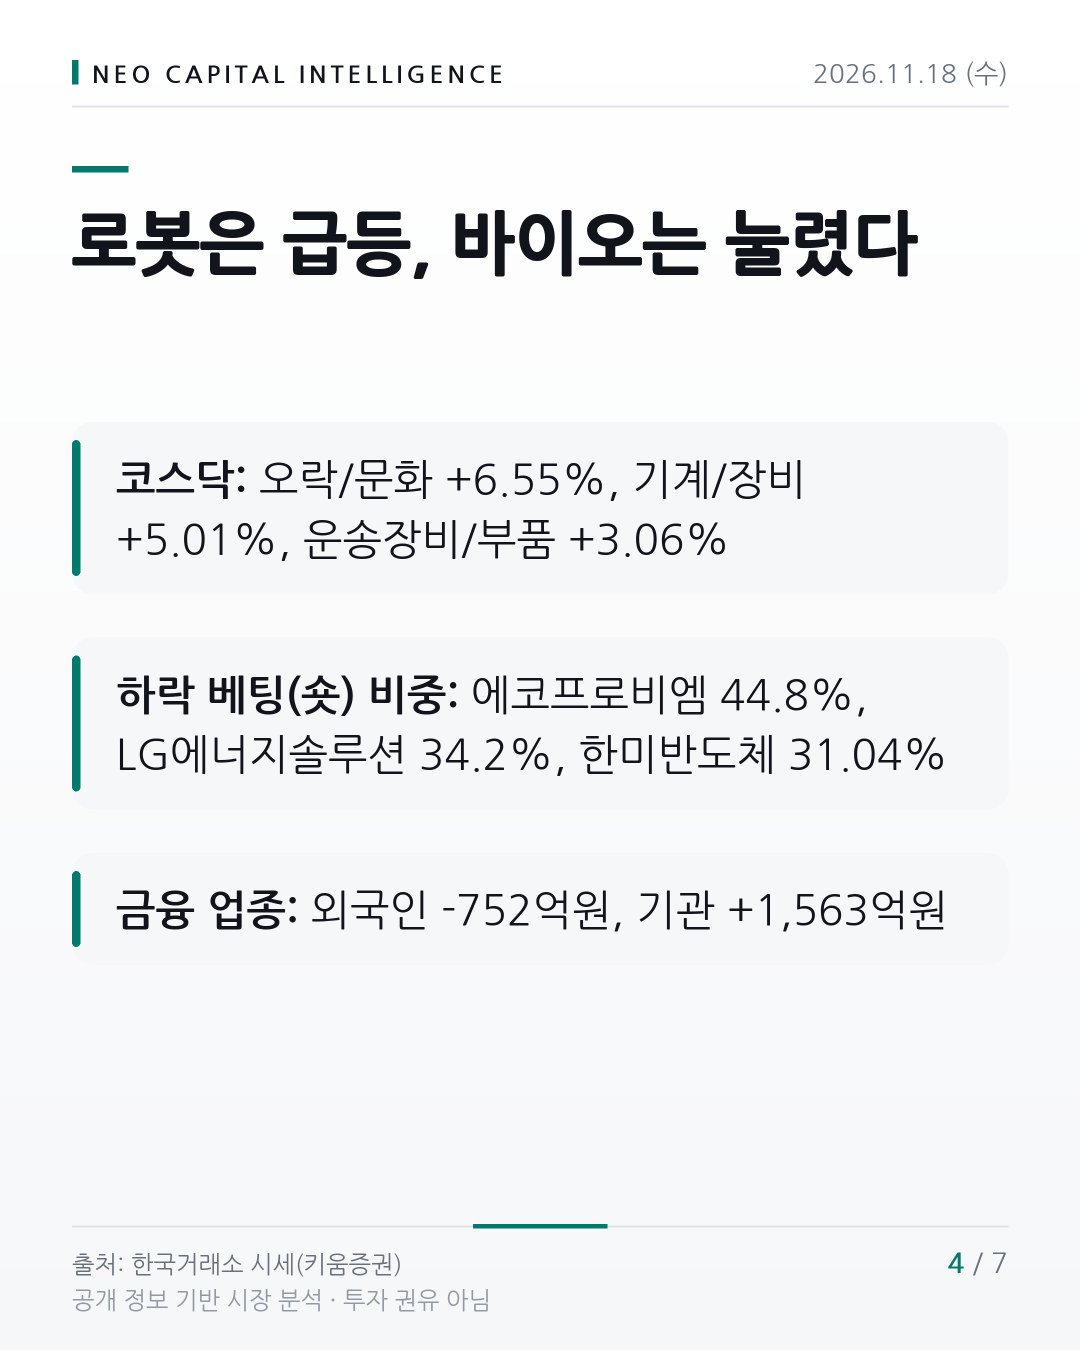 NEO CAPITAL INTELLIGENCE
2026.11.18 (수)
로봇은 급등, 바이오는 눌렸다
코스닥: 오락/문화 +6.55%, 기계/장비
+5.01%, 운송장비/부품 +3.06%
하락 베팅(숏) 비중: 에코프로비엠 44.8%,
LG에너지솔루션 34.2%, 한미반도체 31.04%
금융 업종: 외국인 -752억원, 기관 +1,563억원
출처: 한국거래소 시세(키움증권)
4 / 7
공개 정보 기반 시장 분석 · 투자 권유 아님